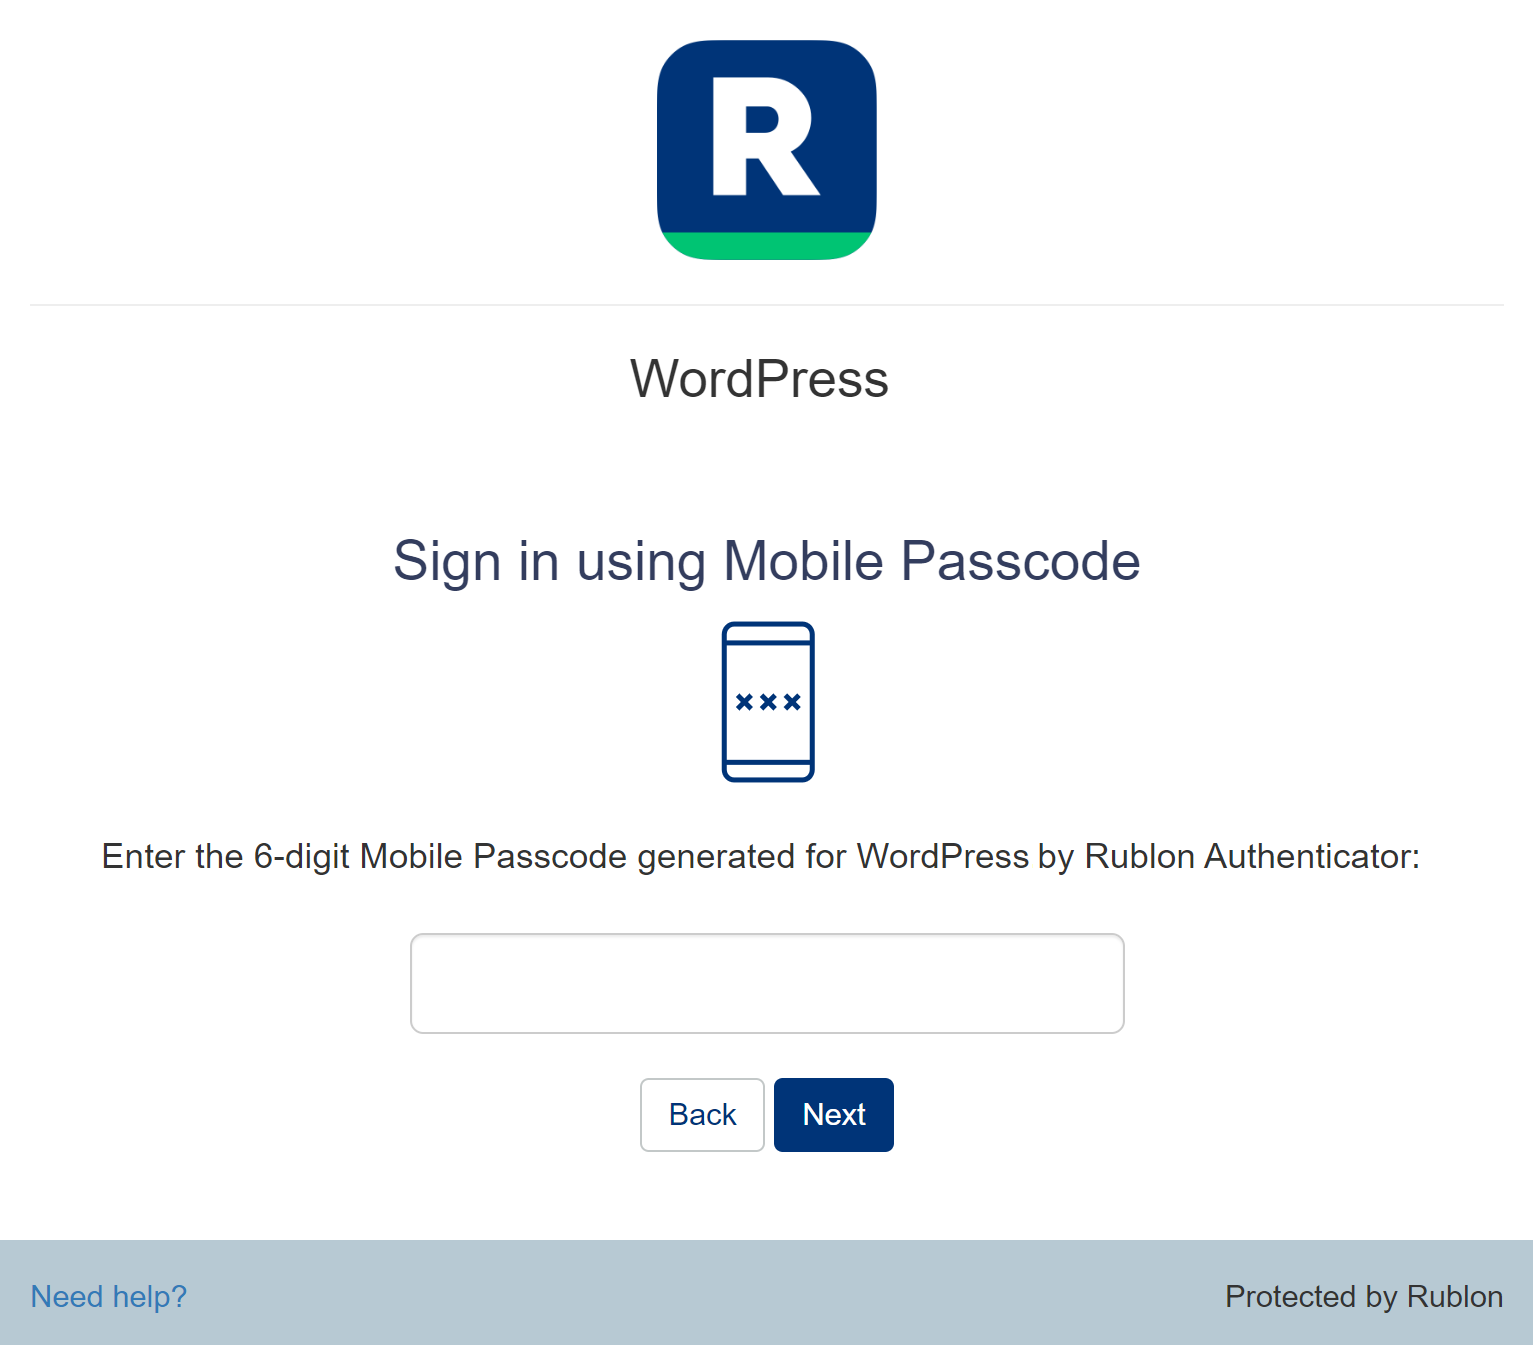 R
WordPress
Sign in using Mobile Passcode
Enter the 6-digit Mobile Passcode generated for WordPress by Rublon Authenticator:
Back Next
Need help? Protected by Rublon